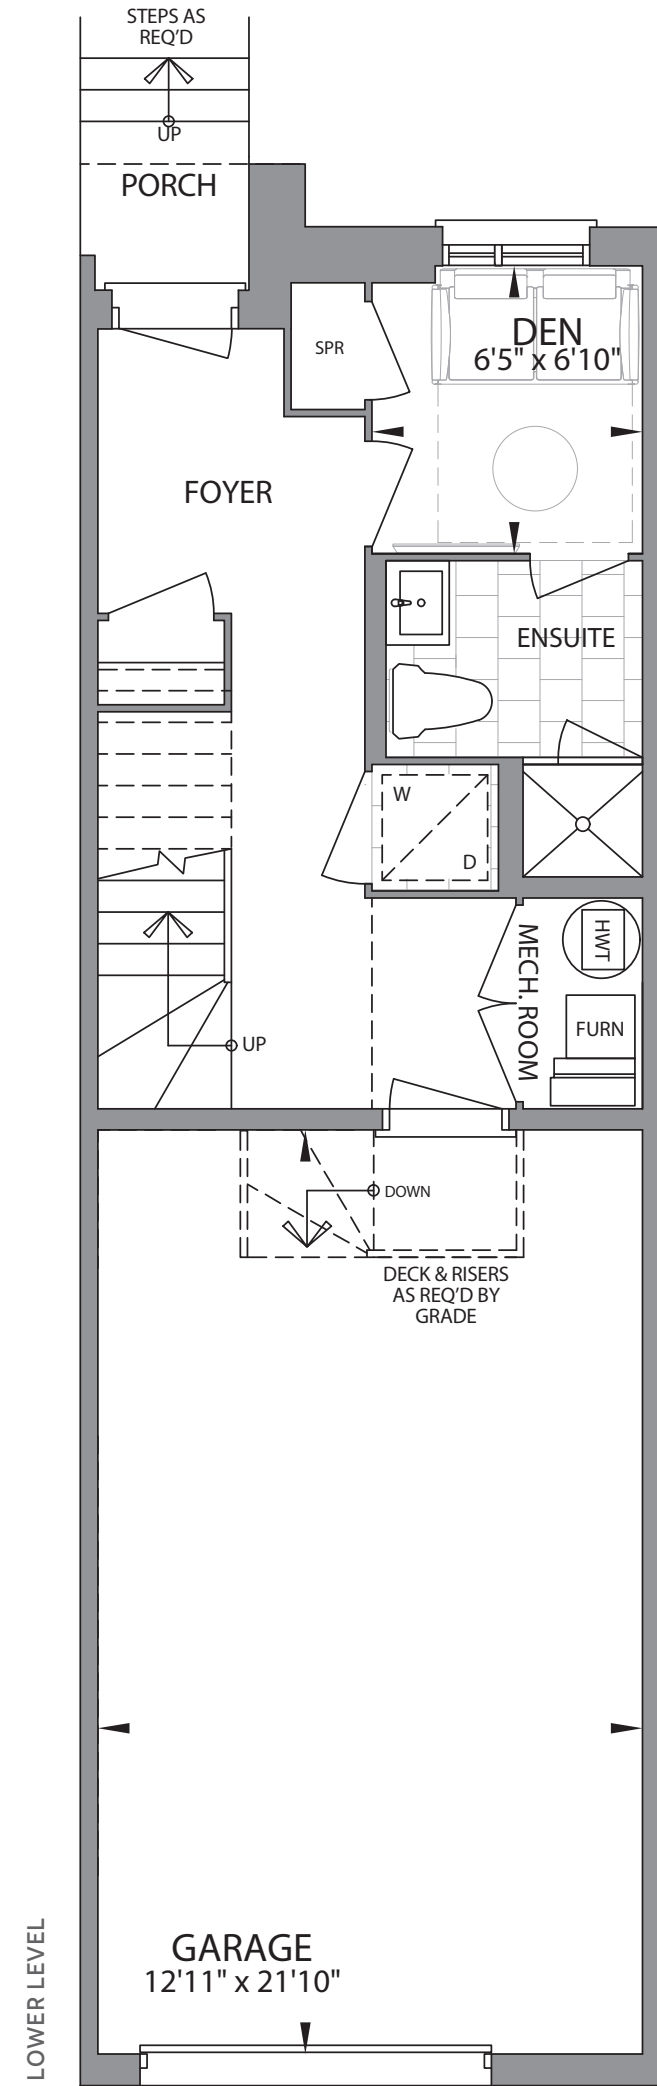 STEPS AS
REQ’D
UP
PORCH
SPR
DEN
6'5" x 6'10"
FOYER
ENSUITE
W
D
MECH. ROOM
HWT
FURN
UP
DOWN
DECK & RISERS
AS REQ’D BY
GRADE
GARAGE
12'11" x 21'10"
LOWER LEVEL